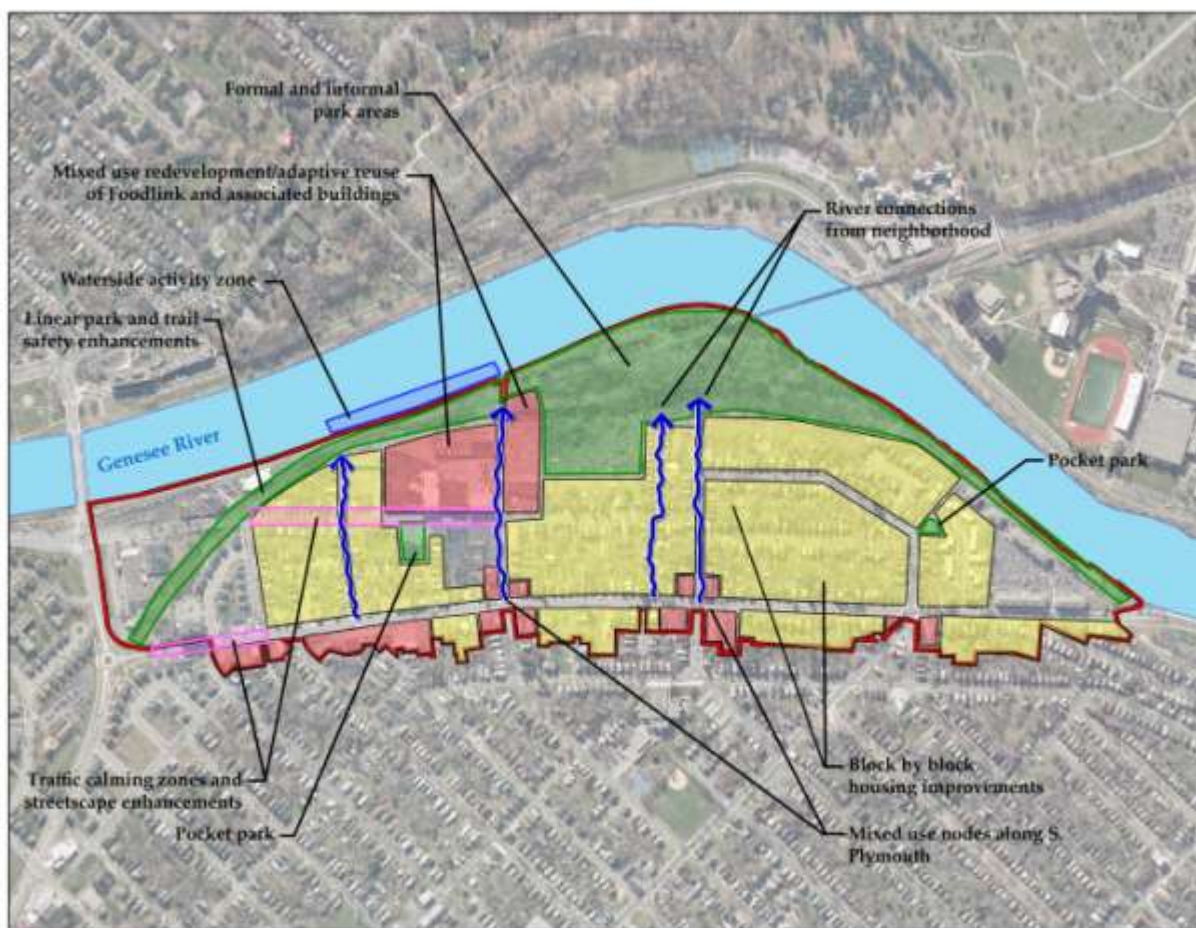 Formal and informal
park areas
Mixed use redevelopment/adaptive reuse
of Foodlink and associated buildings
River connections
from neighborhood
Waterside activity zone
Linear park and trail
safety enhancements
Genesee River
Pocket park
Traffic calming zones and
streetscape enhancements
Block by block
housing improvements
Pocket park
Mixed use nodes along S.
Plymouth